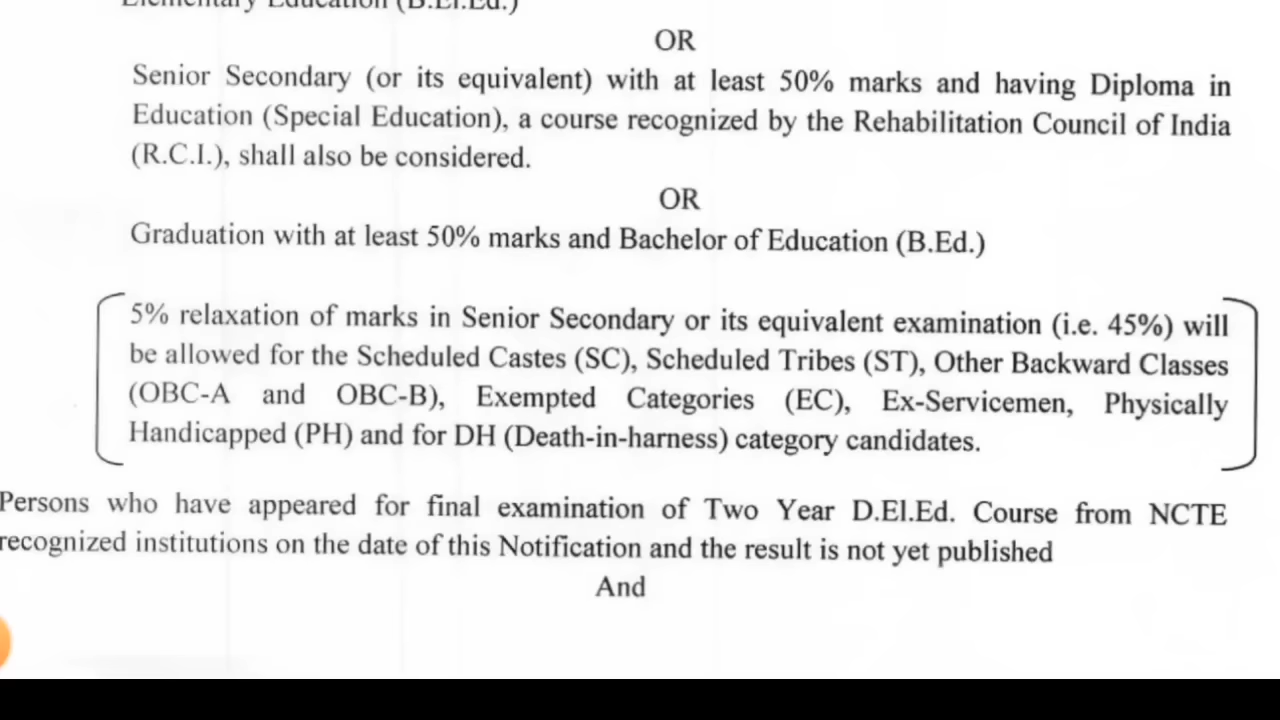 Elementary Education (B.El.Ed.)
OR
Senior Secondary (or its equivalent) with at least 50% marks and having Diploma in
Education (Special Education), a course recognized by the Rehabilitation Council of India
(R.C.I.), shall also be considered.
OR
Graduation with at least 50% marks and Bachelor of Education (B.Ed.)
5% relaxation of marks in Senior Secondary or its equivalent examination (i.e. 45%) will
be allowed for the Scheduled Castes (SC), Scheduled Tribes (ST), Other Backward Classes
(OBC-A and OBC-B), Exempted Categories (EC), Ex-Servicemen, Physically
Handicapped (PH) and for DH (Death-in-harness) category candidates.
Persons who have appeared for final examination of Two Year D.El.Ed. Course from NCTE
recognized institutions on the date of this Notification and the result is not yet published
And